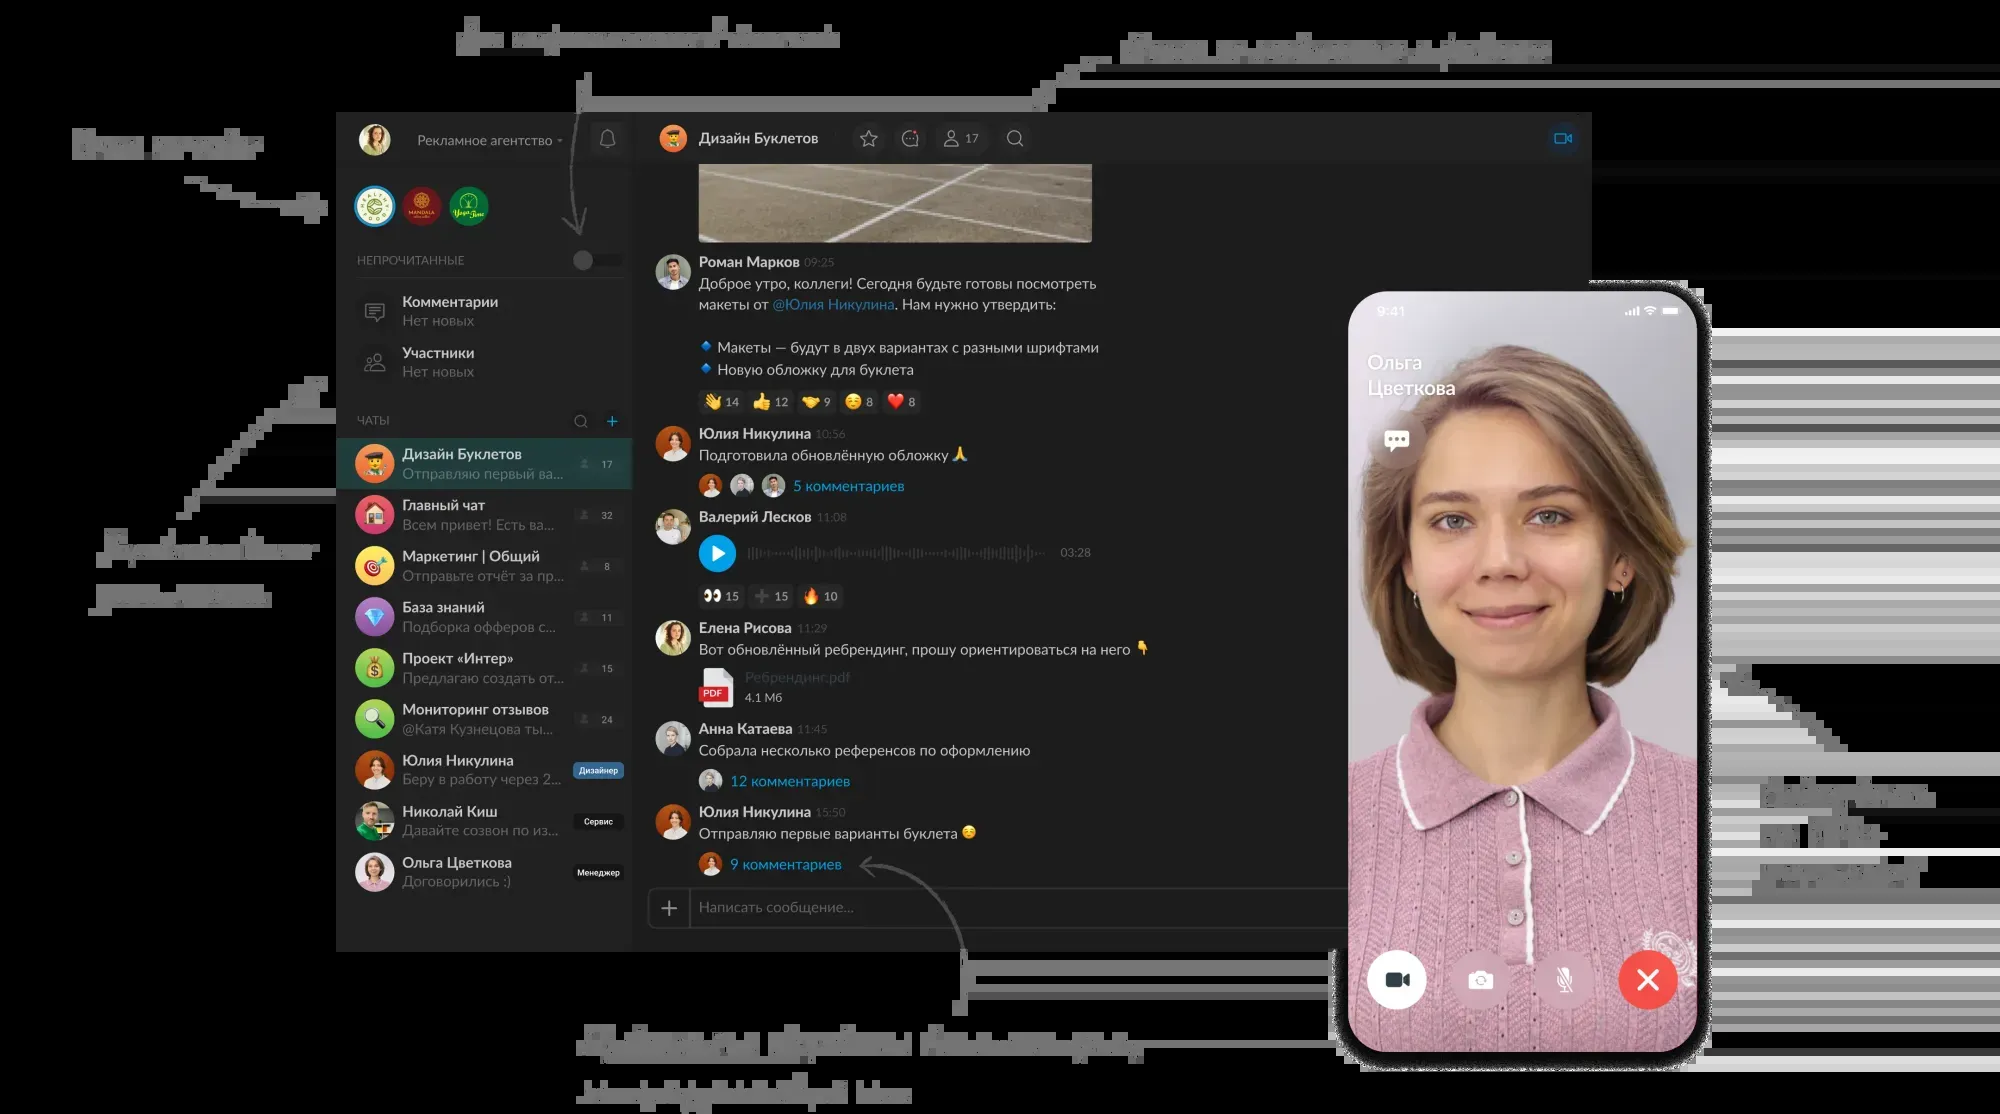 Рекламное агентство
HEALTHY FOOD
MANDALA
Yoga Time
НЕПРОЧИТАННЫЕ
Комментарии
Нет новых
Участники
Нет новых
ЧАТЫ
Дизайн Буклетов
Отправляю первый ва...
17
Главный чат
Всем привет! Есть ва...
32
Маркетинг | Общий
Отправьте отчёт за пр...
8
База знаний
Подборка офферов с...
11
Проект «Интер»
Предлагаю создать от...
15
Мониторинг отзывов
@Катя Кузнецова ты...
24
Юлия Никулина
Беру в работу через 2...
Дизайнер
Николай Киш
Давайте созвон по из...
Сервис
Ольга Цветкова
Договорились :)
Менеджер
Дизайн Буклетов
17
Роман Марков 09:25
Доброе утро, коллеги! Сегодня будьте готовы посмотреть
макеты от @Юлия Никулина. Нам нужно утвердить:
🔹 Макеты — будут в двух вариантах с разными шрифтами
🔹 Новую обложку для буклета
👋 14 👍 12 🤝 9 ☺️ 8 ❤️ 8
Юлия Никулина 10:56
Подготовила обновлённую обложку 🙏
5 комментариев
Валерий Лесков 11:08
03:28
👀 15 ➕ 15 🔥 10
Елена Рисова 11:29
Вот обновлённый ребрендинг, прошу ориентироваться на него 👇
PDF
Ребрендинг.pdf
4.1 Мб
Анна Катаева 11:45
Собрала несколько референсов по оформлению
12 комментариев
Юлия Никулина 15:50
Отправляю первые варианты буклета ☺️
9 комментариев
Написать сообщение...
9:41
Ольга
Цветкова